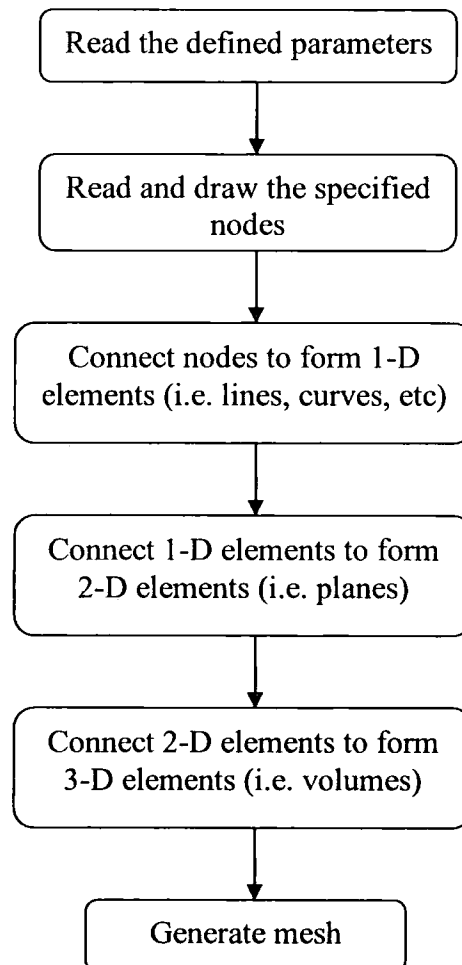 Read the defined parameters
Read and draw the specified
nodes
Connect nodes to form 1-D
elements (i.e. lines, curves, etc)
Connect 1-D elements to form
2-D elements (i.e. planes)
Connect 2-D elements to form
3-D elements (i.e. volumes)
Generate mesh